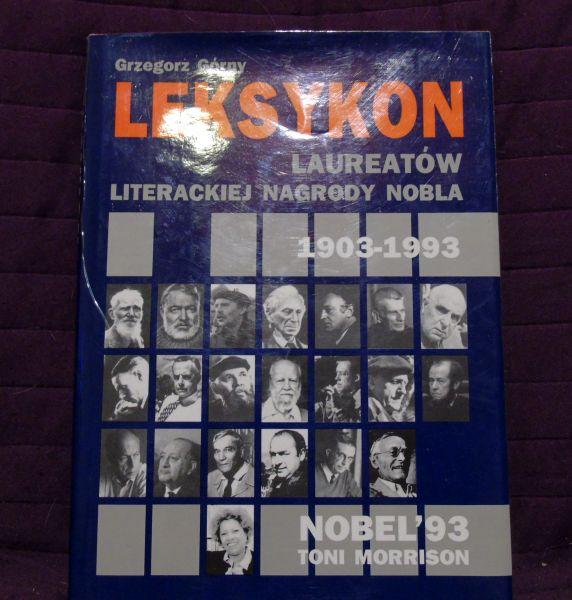 Grzegorz Górny
LEKSYKON
LAUREATÓW
LITERACKIEJ NAGRODY NOBLA
1903-1993
NOBEL'93
TONI MORRISON